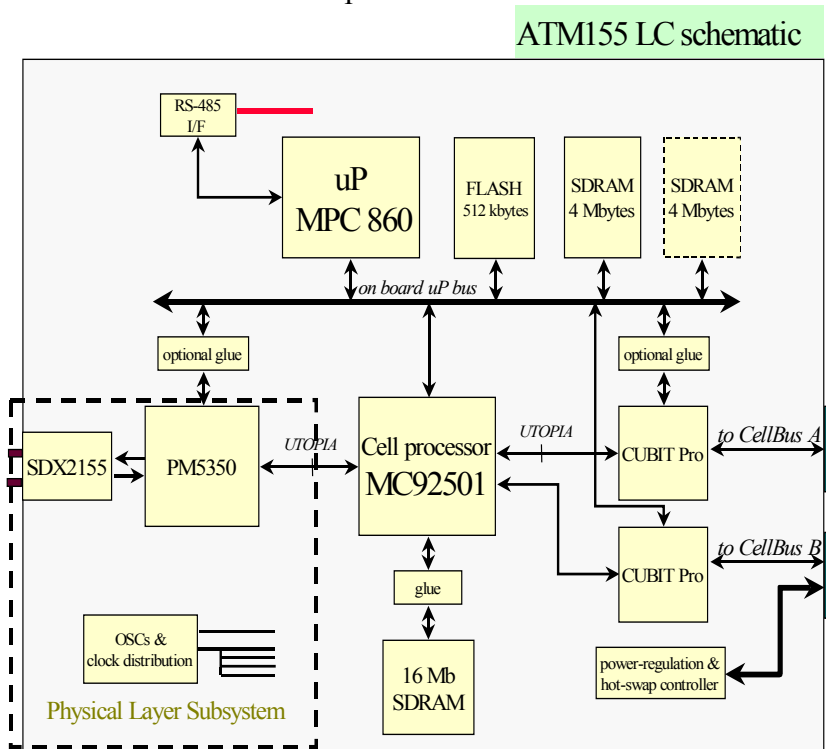 ATM155 LC schematic
RS-485
I/F
uP
MPC 860
FLASH
512 kbytes
SDRAM
4 Mbytes
SDRAM
4 Mbytes
on board uP bus
optional glue
optional glue
SDX2155
PM5350
UTOPIA
Cell processor
MC92501
UTOPIA
CUBIT Pro
to CellBus A
CUBIT Pro
to CellBus B
glue
OSCs &
clock distribution
16 Mb
SDRAM
power-regulation &
hot-swap controller
Physical Layer Subsystem